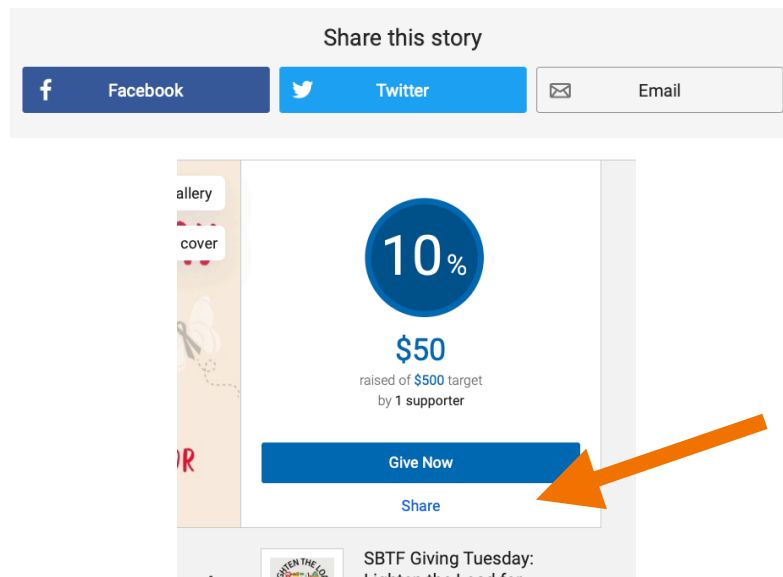 Share this story
Facebook
Twitter
Email
allery
cover
10%
$50
raised of $500 target
by 1 supporter
Give Now
Share
SBTF Giving Tuesday: